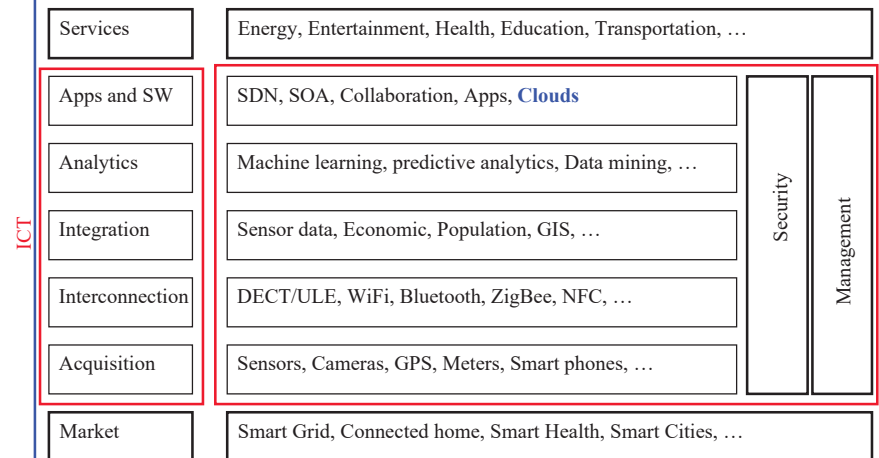 Services
Energy, Entertainment, Health, Education, Transportation, …
Apps and SW
SDN, SOA, Collaboration, Apps, Clouds
Analytics
Machine learning, predictive analytics, Data mining, …
Integration
Sensor data, Economic, Population, GIS, …
Interconnection
DECT/ULE, WiFi, Bluetooth, ZigBee, NFC, …
Acquisition
Sensors, Cameras, GPS, Meters, Smart phones, …
Security
Management
ICT
Market
Smart Grid, Connected home, Smart Health, Smart Cities, …